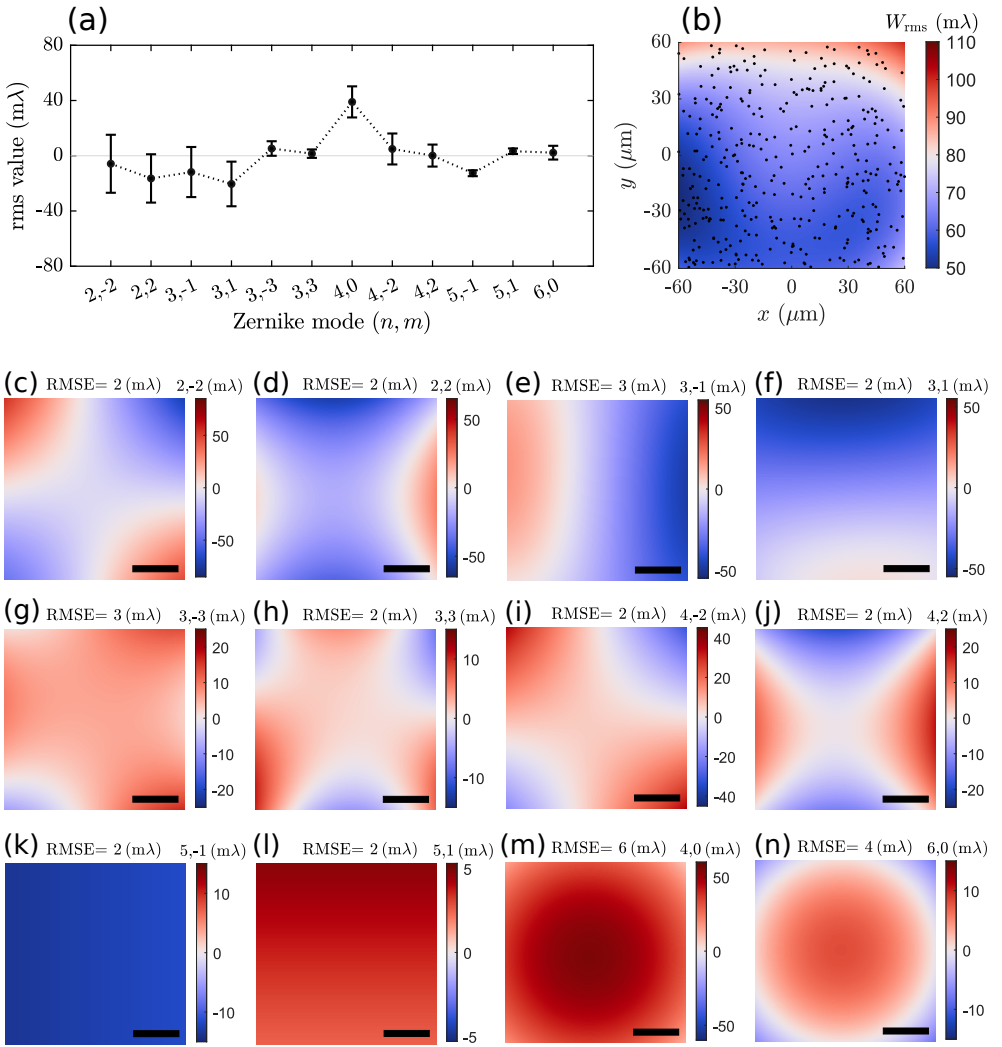 (a)
80
40
0
-40
-80
rms value (mλ)
2,-2 2,2 3,-1 3,1 3,-3 3,3 4,0 4,-2 4,2 5,-1 5,1 6,0
Zernike mode (n, m)
(b) W_rms (mλ)
60
30
0
-30
-60
y (μm)
-60 -30 0 30 60
x (μm)
110
100
90
80
70
60
50
(c) RMSE= 2 (mλ) 2,-2 (mλ)
50
0
-50
(d) RMSE= 2 (mλ) 2,2 (mλ)
50
0
-50
(e) RMSE= 3 (mλ) 3,-1 (mλ)
50
0
-50
(f) RMSE= 2 (mλ) 3,1 (mλ)
50
0
-50
(g) RMSE= 3 (mλ) 3,-3 (mλ)
20
10
0
-10
-20
(h) RMSE= 2 (mλ) 3,3 (mλ)
10
0
-10
(i) RMSE= 2 (mλ) 4,-2 (mλ)
40
20
0
-20
-40
(j) RMSE= 2 (mλ) 4,2 (mλ)
20
10
0
-10
-20
(k) RMSE= 2 (mλ) 5,-1 (mλ)
10
0
-10
(l) RMSE= 2 (mλ) 5,1 (mλ)
5
0
-5
(m) RMSE= 6 (mλ) 4,0 (mλ)
50
0
-50
(n) RMSE= 4 (mλ) 6,0 (mλ)
10
0
-10